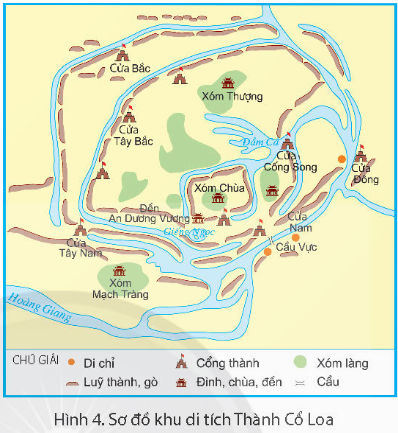 Cửa Bắc
Xóm Thượng
Cửa
Tây Bắc
Đầm Cả
Cửa
Cống Song
Cửa
Đông
Xóm Chùa
Đền
An Dương Vương
Giếng Ngọc
Cửa
Nam
Cầu Vực
Cửa
Tây Nam
Xóm
Mạch Tràng
Hoàng Giang
CHÚ GIẢI
Di chỉ
Cổng thành
Xóm làng
Luỹ thành, gò
Đình, chùa, đền
Cầu
Hình 4. Sơ đồ khu di tích Thành Cổ Loa